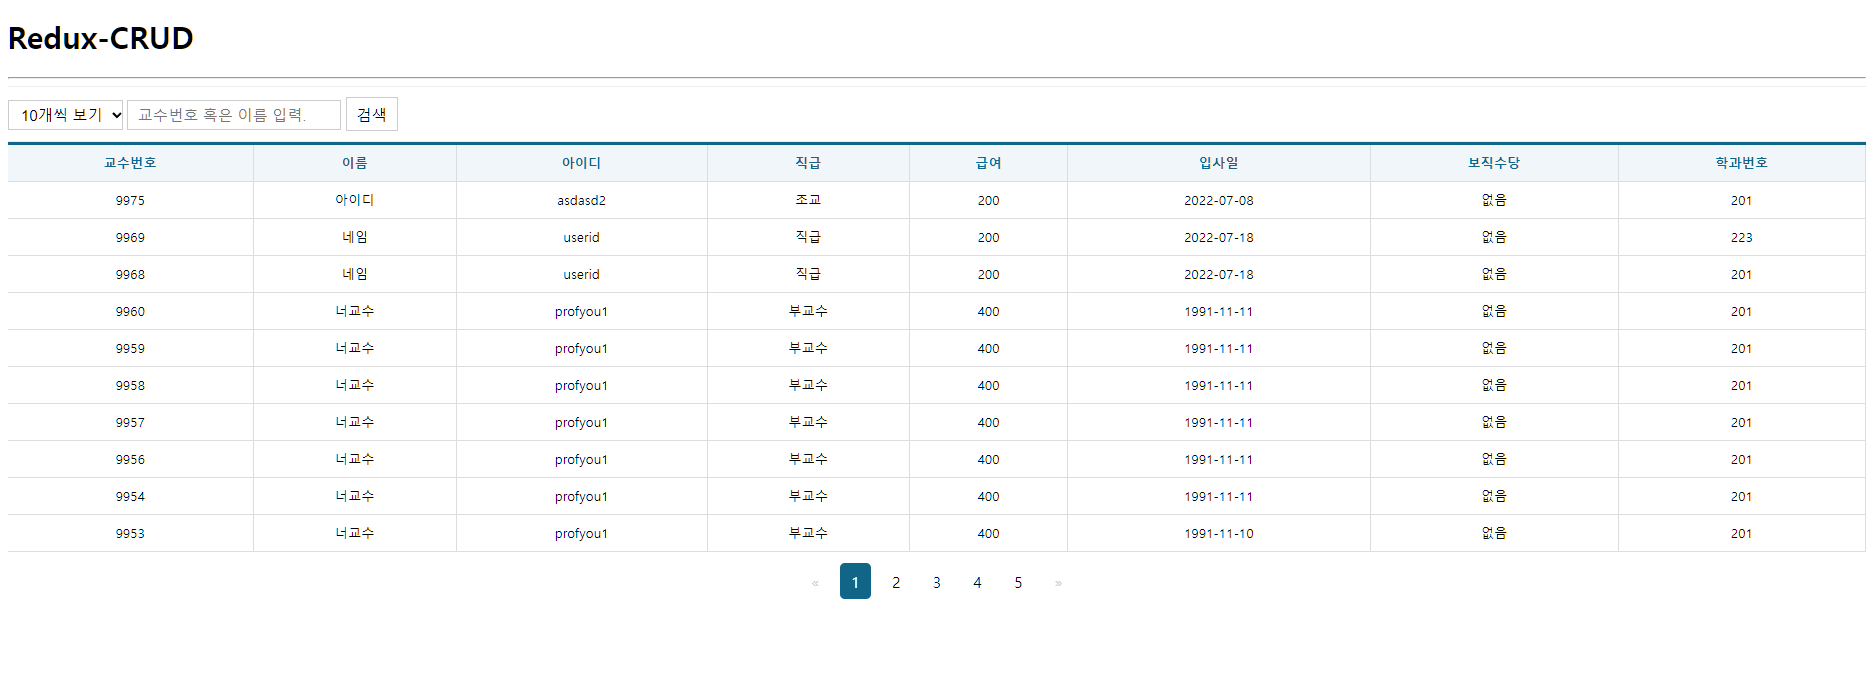 Redux-CRUD
10개씩 보기 교수번호 혹은 이름 입력. 검색
교수번호 이름 아이디 직급 급여 입사일 보직수당 학과번호
9975 아이디 asdasd2 조교 200 2022-07-08 없음 201
9969 네임 userid 직급 200 2022-07-18 없음 223
9968 네임 userid 직급 200 2022-07-18 없음 201
9960 너교수 profyou1 부교수 400 1991-11-11 없음 201
9959 너교수 profyou1 부교수 400 1991-11-11 없음 201
9958 너교수 profyou1 부교수 400 1991-11-11 없음 201
9957 너교수 profyou1 부교수 400 1991-11-11 없음 201
9956 너교수 profyou1 부교수 400 1991-11-11 없음 201
9954 너교수 profyou1 부교수 400 1991-11-11 없음 201
9953 너교수 profyou1 부교수 400 1991-11-10 없음 201
« 1 2 3 4 5 »